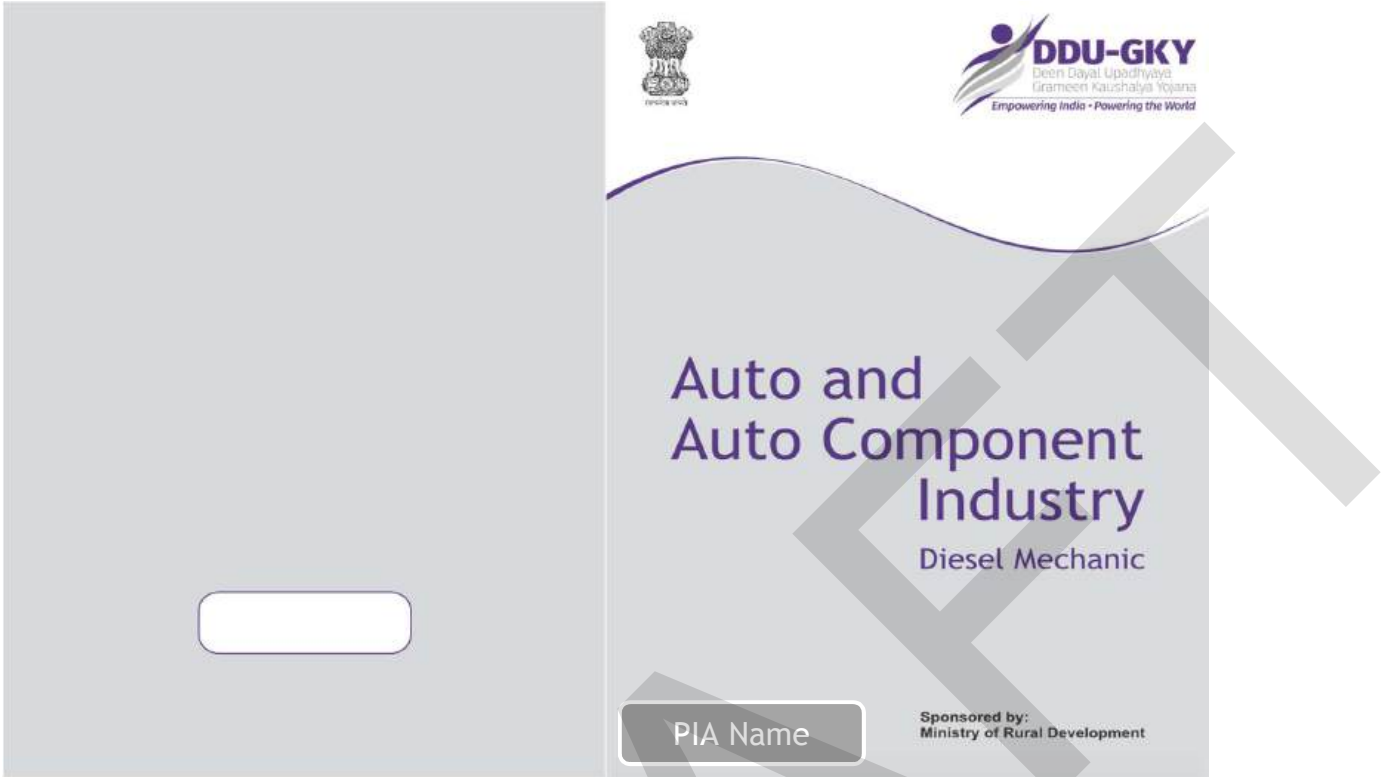 DDU-GKY
Deen Dayal Upadhyaya
Grameen Kaushalya Yojana
Empowering India - Powering the World
Auto and
Auto Component
Industry
Diesel Mechanic
PIA Name
Sponsored by:
Ministry of Rural Development